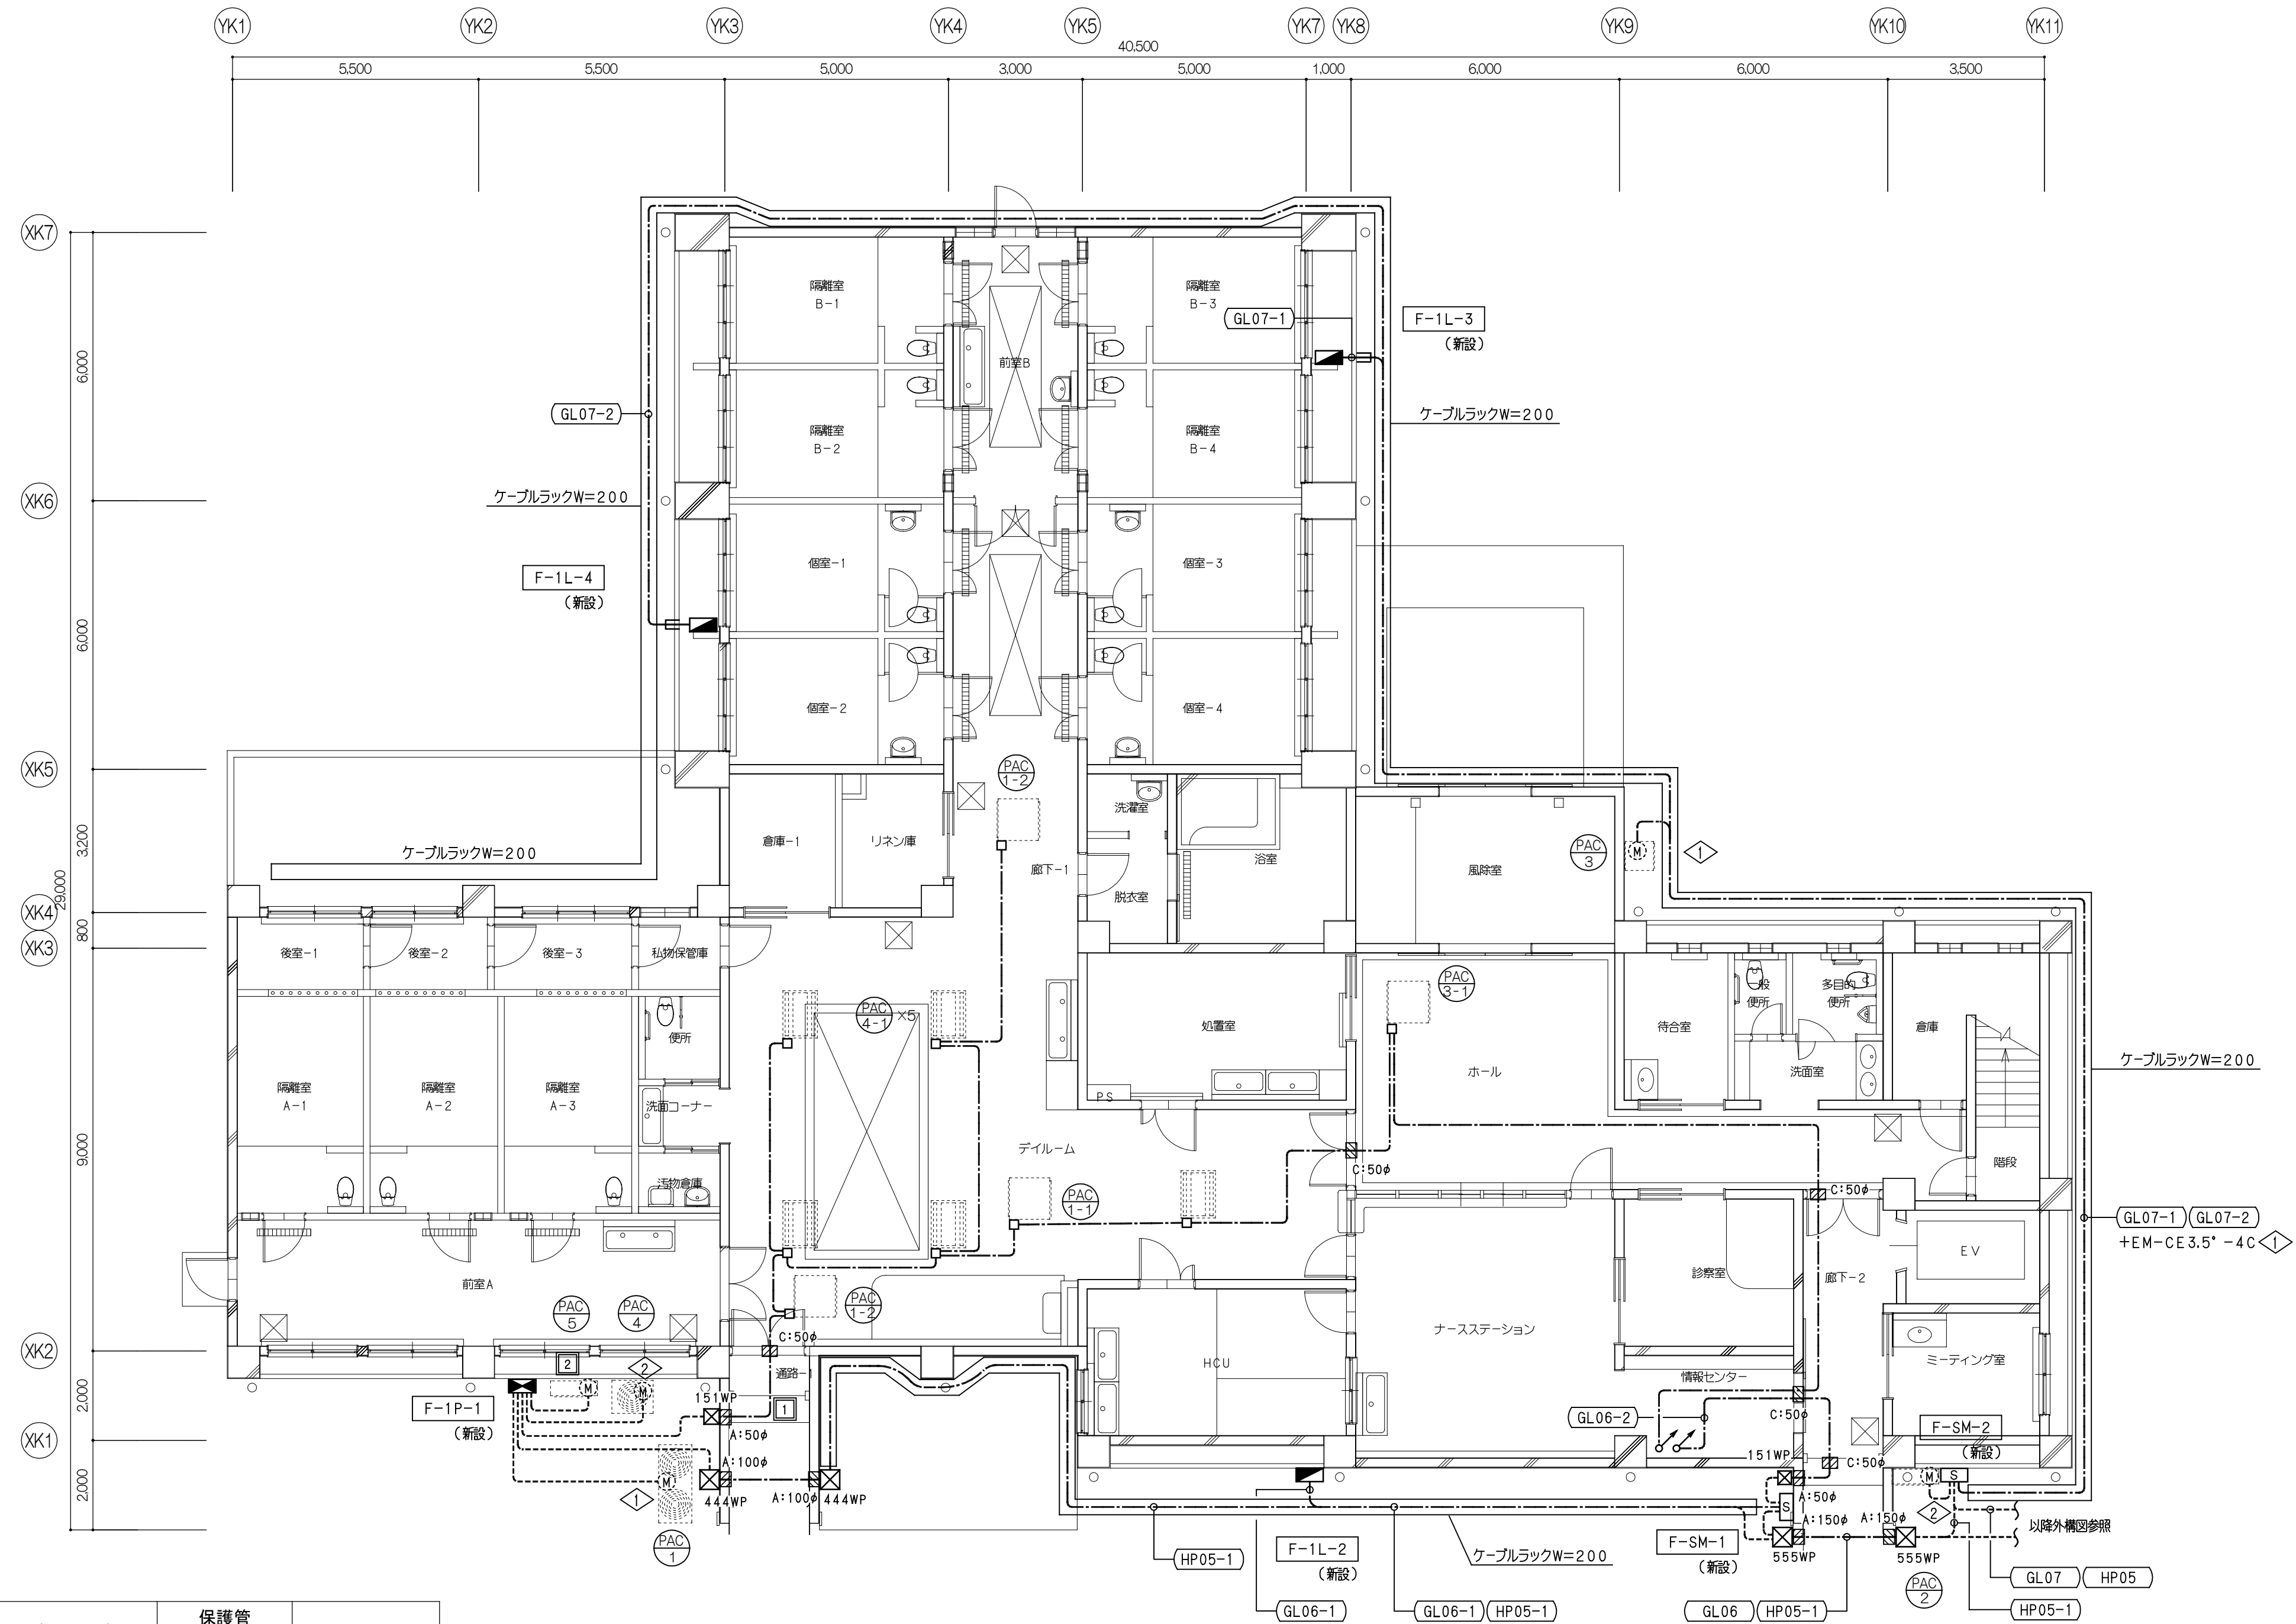 YK1 YK2 YK3 YK4 YK5 YK7 YK8 YK9 YK10 YK11
40,500
5,500 5,500 5,000 3,000 5,000 1,000 6,000 6,000 3,500
XK7
隔離室
B-1
隔離室
B-3
GL07-1
F-1L-3
(新設)
前室B
6,000
GL07-2
隔離室
B-2
隔離室
B-4
ケーブルラックW=200
ケーブルラックW=200
XK6
F-1L-4
(新設)
個室-1
個室-3
6,000
個室-2
個室-4
XK5
PAC
1-2
洗濯室
3,200
ケーブルラックW=200
倉庫-1
リネン庫
廊下-1
浴室
脱衣室
風除室
PAC
3
M
1
29,000
XK4
800
XK3
後室-1
後室-2
後室-3
私物保管庫
PAC
4-1
×5
PAC
3-1
一般
便所
多目的
便所
便所
処置室
待合室
倉庫
ホール
洗面室
ケーブルラックW=200
隔離室
A-1
隔離室
A-2
隔離室
A-3
洗面コーナー
PS
9,000
デイルーム
C:50φ
階段
汚物倉庫
PAC
1-1
C:50φ
GL07-1 GL07-2
+EM-CE3.5°-4C 1
EV
前室A
PAC
5
PAC
4
PAC
1-2
診察室
廊下-2
C:50φ
ナースステーション
XK2
2
2
HCU
ミーティング室
通路-1
情報センター
M
M
F-1P-1
(新設)
151WP
1
A:50φ
GL06-2
C:50φ
F-SM-2
(新設)
2,000
XK1
A:100φ
151WP
C:50φ
M
444WP
A:100φ
444WP
M
S
1
2,000
A:50φ
S
A:150φ
A:150φ
2
以降外構図参照
PAC
1
HP05-1
F-1L-2
(新設)
ケーブルラックW=200
F-SM-1
(新設)
555WP
555WP
PAC
2
GL07 HP05
GL06-1
GL06-1 HP05-1
GL06 HP05-1
HP05-1
保護管